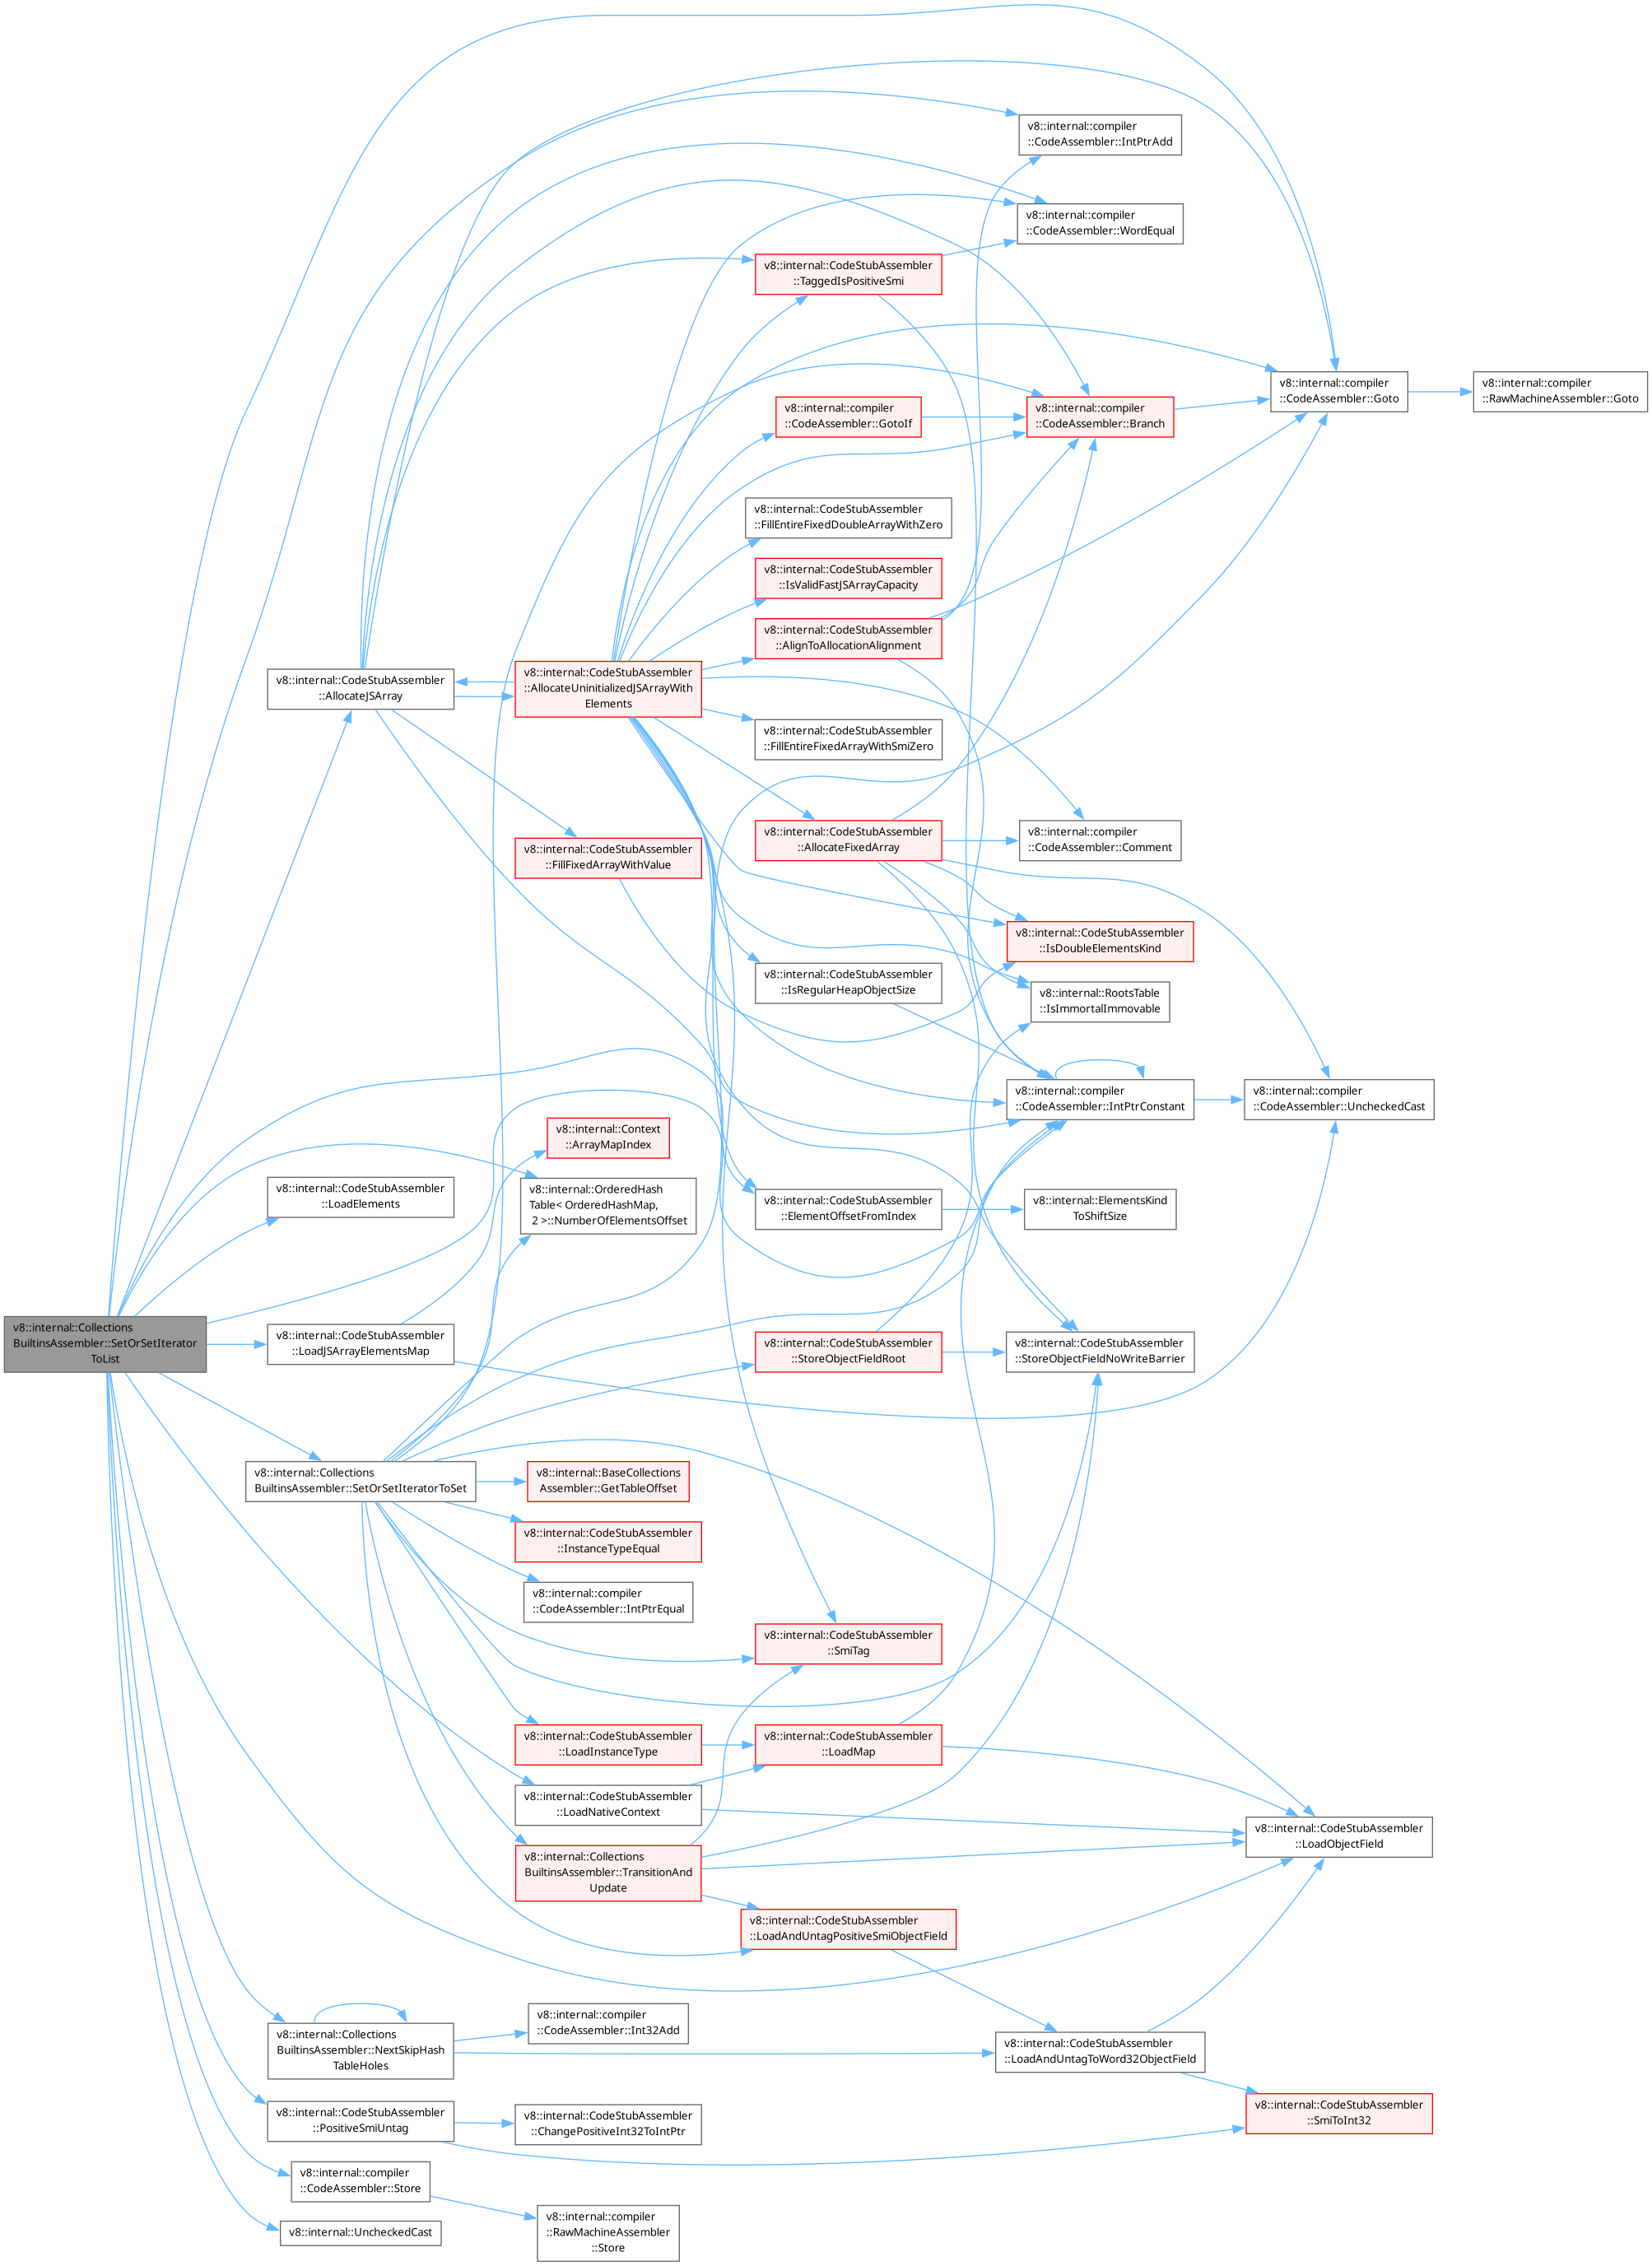 v8::internal::compiler
::CodeAssembler::IntPtrAdd
v8::internal::compiler
::CodeAssembler::WordEqual
v8::internal::CodeStubAssembler
::TaggedIsPositiveSmi
v8::internal::compiler
::CodeAssembler::Goto
v8::internal::compiler
::RawMachineAssembler::Goto
v8::internal::compiler
::CodeAssembler::GotoIf
v8::internal::compiler
::CodeAssembler::Branch
v8::internal::CodeStubAssembler
::FillEntireFixedDoubleArrayWithZero
v8::internal::CodeStubAssembler
::IsValidFastJSArrayCapacity
v8::internal::CodeStubAssembler
::AlignToAllocationAlignment
v8::internal::CodeStubAssembler
::AllocateJSArray
v8::internal::CodeStubAssembler
::AllocateUninitializedJSArrayWith
Elements
v8::internal::CodeStubAssembler
::FillEntireFixedArrayWithSmiZero
v8::internal::CodeStubAssembler
::FillFixedArrayWithValue
v8::internal::CodeStubAssembler
::AllocateFixedArray
v8::internal::compiler
::CodeAssembler::Comment
v8::internal::CodeStubAssembler
::IsDoubleElementsKind
v8::internal::CodeStubAssembler
::IsRegularHeapObjectSize
v8::internal::RootsTable
::IsImmortalImmovable
v8::internal::compiler
::CodeAssembler::IntPtrConstant
v8::internal::compiler
::CodeAssembler::UncheckedCast
v8::internal::Context
::ArrayMapIndex
v8::internal::CodeStubAssembler
::LoadElements
v8::internal::OrderedHash
Table< OrderedHashMap,
2 >::NumberOfElementsOffset
v8::internal::CodeStubAssembler
::ElementOffsetFromIndex
v8::internal::ElementsKind
ToShiftSize
v8::internal::Collections
BuiltinsAssembler::SetOrSetIterator
ToList
v8::internal::CodeStubAssembler
::LoadJSArrayElementsMap
v8::internal::CodeStubAssembler
::StoreObjectFieldRoot
v8::internal::CodeStubAssembler
::StoreObjectFieldNoWriteBarrier
v8::internal::Collections
BuiltinsAssembler::SetOrSetIteratorToSet
v8::internal::BaseCollections
Assembler::GetTableOffset
v8::internal::CodeStubAssembler
::InstanceTypeEqual
v8::internal::compiler
::CodeAssembler::IntPtrEqual
v8::internal::CodeStubAssembler
::SmiTag
v8::internal::CodeStubAssembler
::LoadInstanceType
v8::internal::CodeStubAssembler
::LoadMap
v8::internal::CodeStubAssembler
::LoadNativeContext
v8::internal::CodeStubAssembler
::LoadObjectField
v8::internal::Collections
BuiltinsAssembler::TransitionAnd
Update
v8::internal::CodeStubAssembler
::LoadAndUntagPositiveSmiObjectField
v8::internal::Collections
BuiltinsAssembler::NextSkipHash
TableHoles
v8::internal::compiler
::CodeAssembler::Int32Add
v8::internal::CodeStubAssembler
::LoadAndUntagToWord32ObjectField
v8::internal::CodeStubAssembler
::SmiToInt32
v8::internal::CodeStubAssembler
::PositiveSmiUntag
v8::internal::CodeStubAssembler
::ChangePositiveInt32ToIntPtr
v8::internal::compiler
::CodeAssembler::Store
v8::internal::compiler
::RawMachineAssembler
::Store
v8::internal::UncheckedCast